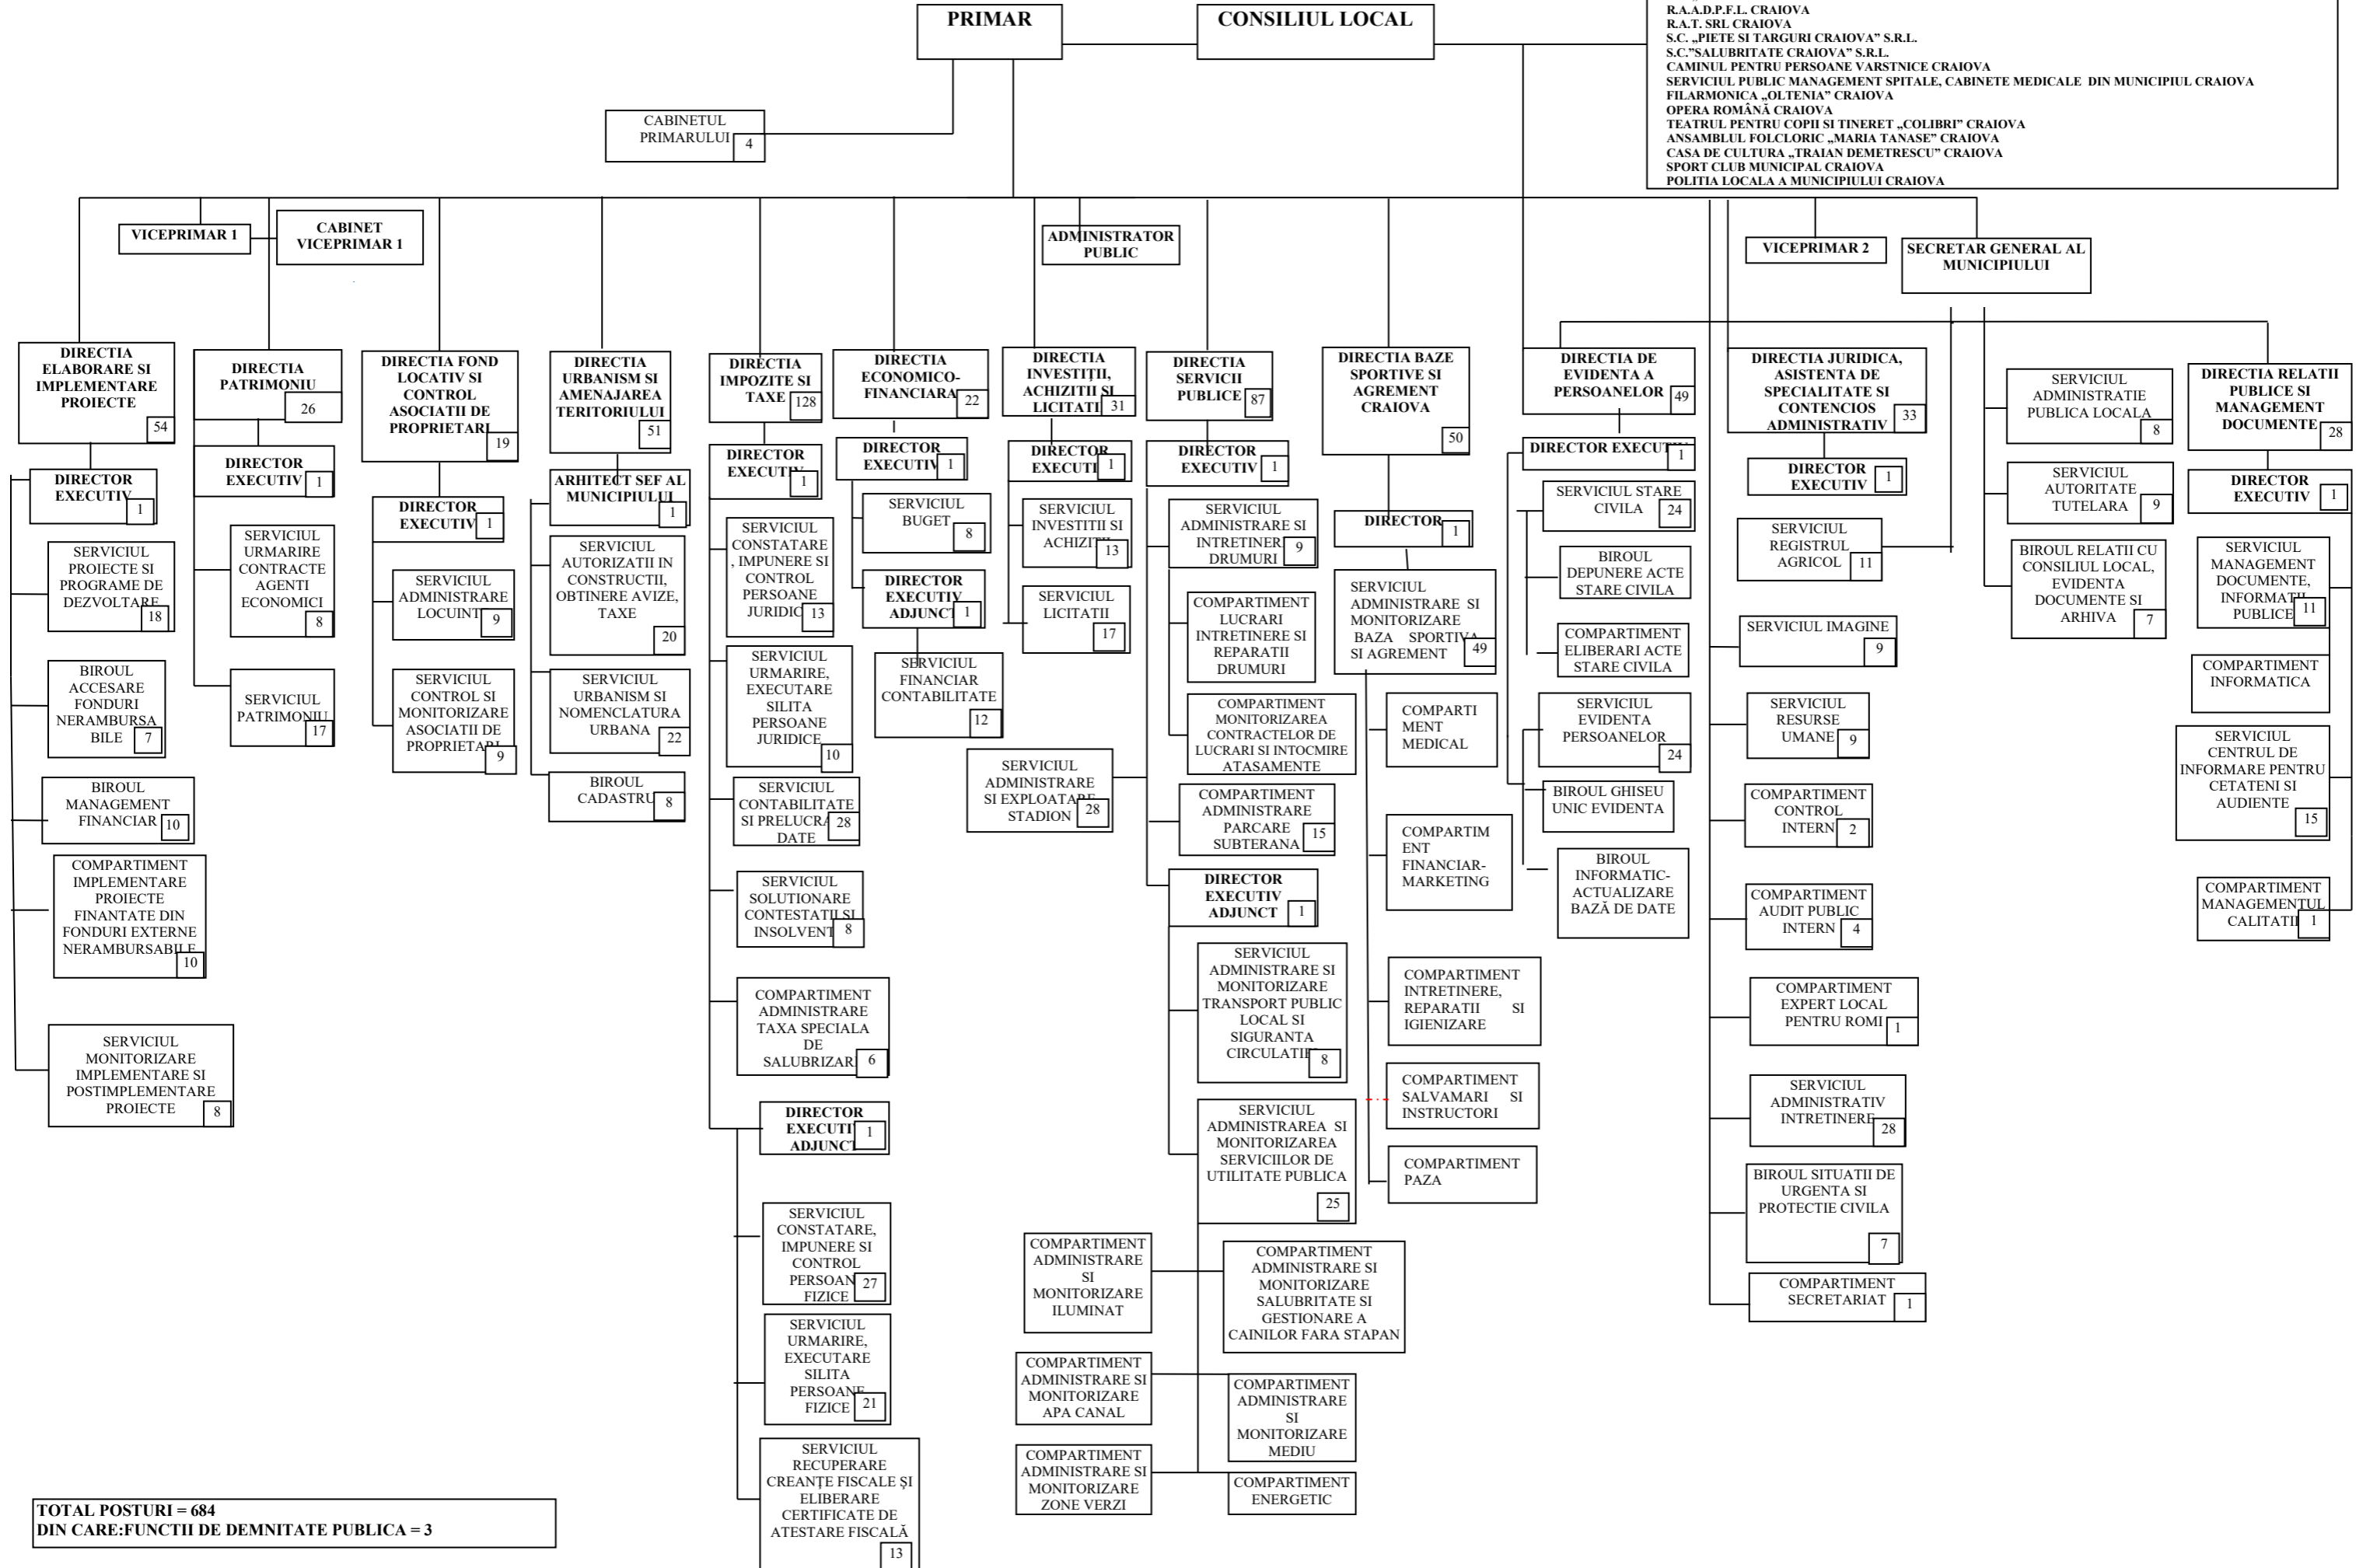 PRIMAR
CONSILIUL LOCAL
R.A.A.D.P.F.L. CRAIOVA
R.A.T. SRL CRAIOVA
S.C. „PIETE SI TARGURI CRAIOVA” S.R.L.
S.C.”SALUBRITATE CRAIOVA” S.R.L.
CAMINUL PENTRU PERSOANE VARSTNICE CRAIOVA
SERVICIUL PUBLIC MANAGEMENT SPITALE, CABINETE MEDICALE DIN MUNICIPIUL CRAIOVA
FILARMONICA „OLTENIA” CRAIOVA
OPERA ROMÂNĂ CRAIOVA
TEATRUL PENTRU COPII SI TINERET „COLIBRI” CRAIOVA
ANSAMBLUL FOLCLORIC „MARIA TANASE” CRAIOVA
CASA DE CULTURA „TRAIAN DEMETRESCU” CRAIOVA
SPORT CLUB MUNICIPAL CRAIOVA
POLITIA LOCALA A MUNICIPIULUI CRAIOVA
CABINETUL
PRIMARULUI
4
VICEPRIMAR 1
CABINET
VICEPRIMAR 1
ADMINISTRATOR
PUBLIC
VICEPRIMAR 2
SECRETAR GENERAL AL
MUNICIPIULUI
DIRECTIA
ELABORARE SI
IMPLEMENTARE
PROIECTE
54
DIRECTOR
EXECUTIV
1
SERVICIUL
PROIECTE SI
PROGRAME DE
DEZVOLTARE
18
BIROUL
ACCESARE
FONDURI
NERAMBURSA
BILE
7
BIROUL
MANAGEMENT
FINANCIAR
10
COMPARTIMENT
IMPLEMENTARE
PROIECTE
FINANTATE DIN
FONDURI EXTERNE
NERAMBURSABILE
10
SERVICIUL
MONITORIZARE
IMPLEMENTARE SI
POSTIMPLEMENTARE
PROIECTE
8
DIRECTIA
PATRIMONIU
26
DIRECTOR
EXECUTIV
1
SERVICIUL
URMARIRE
CONTRACTE
AGENTI
ECONOMICI
8
SERVICIUL
PATRIMONIU
17
DIRECTIA FOND
LOCATIV SI
CONTROL
ASOCIATII DE
PROPRIETARI
19
DIRECTOR
EXECUTIV
1
SERVICIUL
ADMINISTRARE
LOCUINT
9
SERVICIUL
CONTROL SI
MONITORIZARE
ASOCIATII DE
PROPRIETARI
9
DIRECTIA
URBANISM SI
AMENAJAREA
TERITORIULUI
51
ARHITECT SEF AL
MUNICIPIULUI
1
SERVICIUL
AUTORIZATII IN
CONSTRUCTII,
OBTINERE AVIZE,
TAXE
20
SERVICIUL
URBANISM SI
NOMENCLATURA
URBANA
22
BIROUL
CADASTRU
8
DIRECTIA
IMPOZITE SI
TAXE
128
DIRECTOR
EXECUTIV
1
SERVICIUL
CONSTATARE
, IMPUNERE SI
CONTROL
PERSOANE
JURIDIC
13
SERVICIUL
URMARIRE,
EXECUTARE
SILITA
PERSOANE
JURIDICE
10
SERVICIUL
CONTABILITATE
SI PRELUCRA
DATE
28
SERVICIUL
SOLUTIONARE
CONTESTATII SI
INSOLVENT
8
COMPARTIMENT
ADMINISTRARE
TAXA SPECIALA
DE
SALUBRIZAR
6
DIRECTOR
EXECUTIV
ADJUNCT
1
SERVICIUL
CONSTATARE,
IMPUNERE SI
CONTROL
PERSOAN
FIZICE
27
SERVICIUL
URMARIRE,
EXECUTARE
SILITA
PERSOANE
FIZICE
21
SERVICIUL
RECUPERARE
CREANȚE FISCALE ȘI
ELIBERARE
CERTIFICATE DE
ATESTARE FISCALĂ
13
DIRECTIA
ECONOMICO-
FINANCIARA
22
DIRECTOR
EXECUTIV
1
SERVICIUL
BUGET
8
DIRECTOR
EXECUTIV
ADJUNCT
1
SERVICIUL
FINANCIAR
CONTABILITATE
12
DIRECTIA
INVESTIȚII,
ACHIZITII ȘI
LICITATI
31
DIRECTOR
EXECUTI
1
SERVICIUL
INVESTITII SI
ACHIZITII
13
SERVICIUL
LICITATII
17
DIRECTIA
SERVICII
PUBLICE
87
DIRECTOR
EXECUTIV
1
SERVICIUL
ADMINISTRARE SI
INTRETINER
DRUMURI
9
COMPARTIMENT
LUCRARI
INTRETINERE SI
REPARATII
DRUMURI
COMPARTIMENT
MONITORIZAREA
CONTRACTELOR DE
LUCRARI SI INTOCMIRE
ATASAMENTE
SERVICIUL
ADMINISTRARE
SI EXPLOATARE
STADION
28
COMPARTIMENT
ADMINISTRARE
PARCARE
SUBTERANA
15
DIRECTOR
EXECUTIV
ADJUNCT
1
SERVICIUL
ADMINISTRARE SI
MONITORIZARE
TRANSPORT PUBLIC
LOCAL SI
SIGURANTA
CIRCULATIE
8
SERVICIUL
ADMINISTRAREA SI
MONITORIZAREA
SERVICIILOR DE
UTILITATE PUBLICA
25
COMPARTIMENT
ADMINISTRARE
SI
MONITORIZARE
ILUMINAT
COMPARTIMENT
ADMINISTRARE SI
MONITORIZARE
SALUBRITATE SI
GESTIONARE A
CAINILOR FARA STAPAN
COMPARTIMENT
ADMINISTRARE SI
MONITORIZARE
APA CANAL
COMPARTIMENT
ADMINISTRARE
SI
MONITORIZARE
MEDIU
COMPARTIMENT
ADMINISTRARE SI
MONITORIZARE
ZONE VERZI
COMPARTIMENT
ENERGETIC
DIRECTIA BAZE
SPORTIVE SI
AGREMENT
CRAIOVA
50
DIRECTOR
1
SERVICIUL
ADMINISTRARE SI
MONITORIZARE
BAZA SPORTIVA
SI AGREMENT
49
COMPARTI
MENT
MEDICAL
COMPARTIM
ENT
FINANCIAR-
MARKETING
COMPARTIMENT
INTRETINERE,
REPARATII SI
IGIENIZARE
COMPARTIMENT
SALVAMARI SI
INSTRUCTORI
COMPARTIMENT
PAZA
DIRECTIA DE
EVIDENTA A
PERSOANELOR
49
DIRECTOR EXECUTIV
1
SERVICIUL STARE
CIVILA
24
BIROUL
DEPUNERE ACTE
STARE CIVILA
COMPARTIMENT
ELIBERARI ACTE
STARE CIVILA
SERVICIUL
EVIDENTA
PERSOANELOR
24
BIROUL GHISEU
UNIC EVIDENTA
BIROUL
INFORMATIC-
ACTUALIZARE
BAZĂ DE DATE
DIRECTIA JURIDICA,
ASISTENTA DE
SPECIALITATE SI
CONTENCIOS
ADMINISTRATIV
33
DIRECTOR
EXECUTIV
1
SERVICIUL
REGISTRUL
AGRICOL
11
SERVICIUL IMAGINE
9
SERVICIUL
RESURSE
UMANE
9
COMPARTIMENT
CONTROL
INTERN
2
COMPARTIMENT
AUDIT PUBLIC
INTERN
4
COMPARTIMENT
EXPERT LOCAL
PENTRU ROMI
1
SERVICIUL
ADMINISTRATIV
INTRETINERE
28
BIROUL SITUATII DE
URGENTA SI
PROTECTIE CIVILA
7
COMPARTIMENT
SECRETARIAT
1
SERVICIUL
ADMINISTRATIE
PUBLICA LOCALA
8
SERVICIUL
AUTORITATE
TUTELARA
9
BIROUL RELATII CU
CONSILIUL LOCAL,
EVIDENTA
DOCUMENTE SI
ARHIVA
7
DIRECTIA RELATII
PUBLICE SI
MANAGEMENT
DOCUMENTE
28
DIRECTOR
EXECUTIV
1
SERVICIUL
MANAGEMENT
DOCUMENTE,
INFORMATII
PUBLICE
11
COMPARTIMENT
INFORMATICA
SERVICIUL
CENTRUL DE
INFORMARE PENTRU
CETATENI SI
AUDIENTE
15
COMPARTIMENT
MANAGEMENTUL
CALITATII
1
TOTAL POSTURI = 684
DIN CARE:FUNCTII DE DEMNITATE PUBLICA = 3